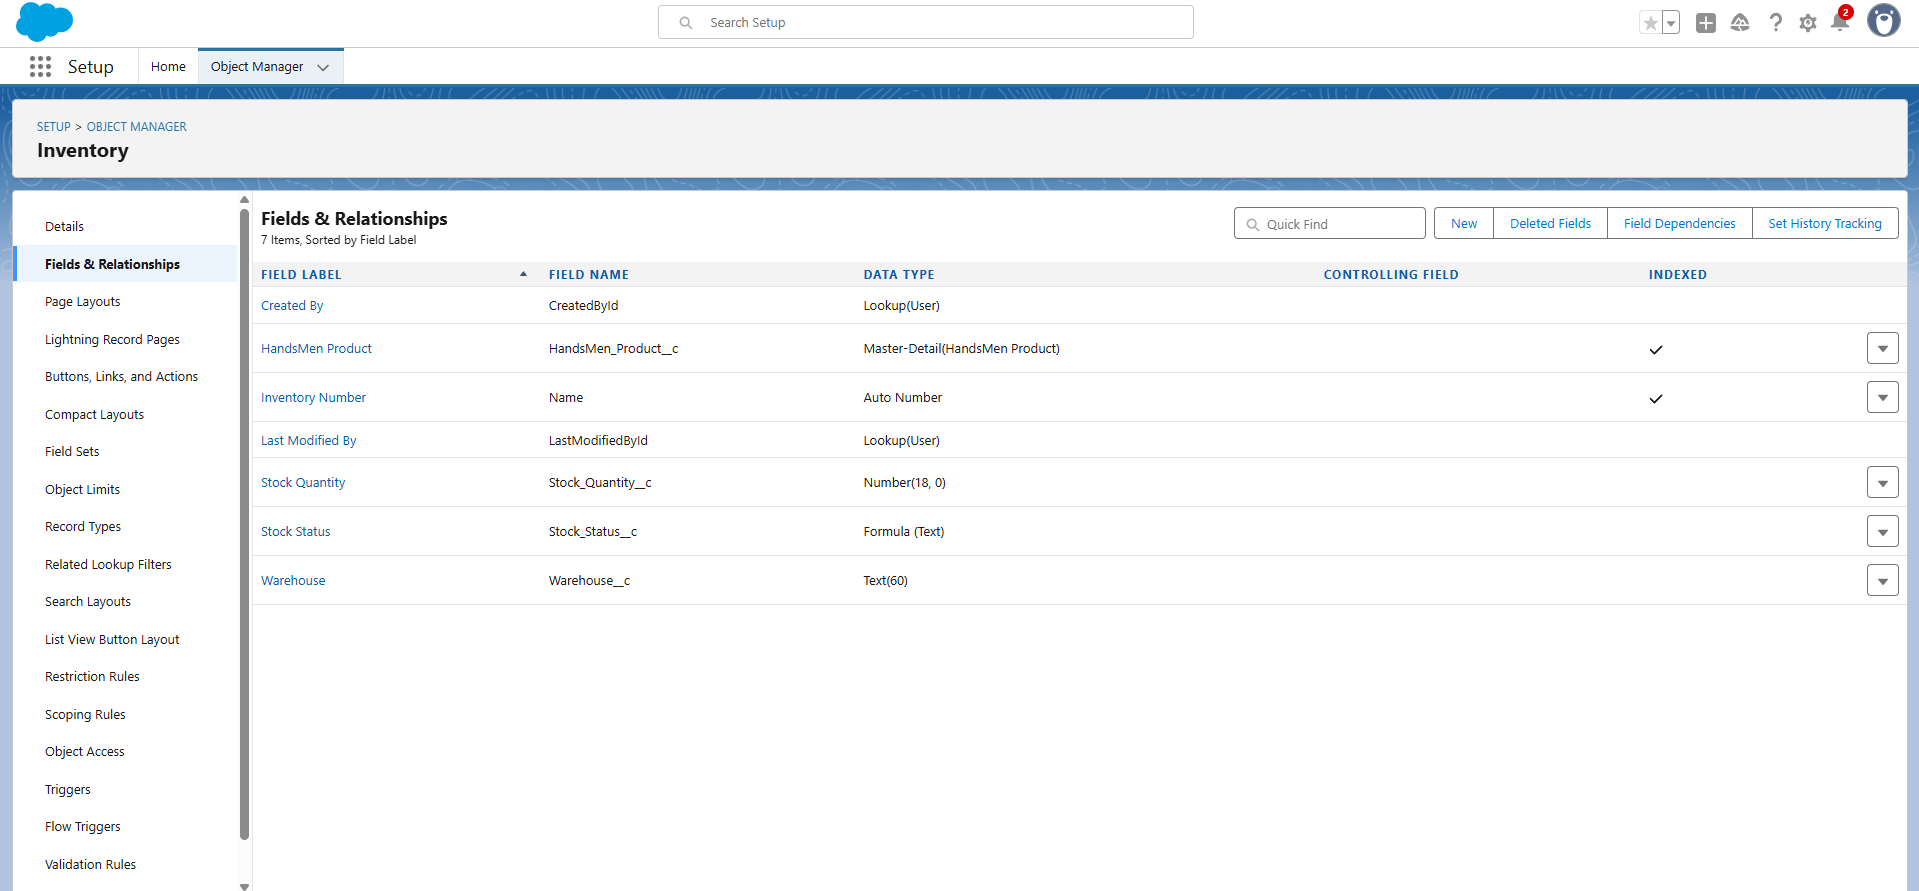 Search Setup
2
Setup
Home
Object Manager
SETUP > OBJECT MANAGER
Inventory
Details
Fields & Relationships
Page Layouts
Lightning Record Pages
Buttons, Links, and Actions
Compact Layouts
Field Sets
Object Limits
Record Types
Related Lookup Filters
Search Layouts
List View Button Layout
Restriction Rules
Scoping Rules
Object Access
Triggers
Flow Triggers
Validation Rules
Fields & Relationships
7 Items, Sorted by Field Label
Quick Find
New Deleted Fields Field Dependencies Set History Tracking
FIELD LABEL FIELD NAME DATA TYPE CONTROLLING FIELD INDEXED
Created By CreatedById Lookup(User)
HandsMen Product HandsMen_Product__c Master-Detail(HandsMen Product)
Inventory Number Name Auto Number
Last Modified By LastModifiedById Lookup(User)
Stock Quantity Stock_Quantity__c Number(18, 0)
Stock Status Stock_Status__c Formula (Text)
Warehouse Warehouse__c Text(60)